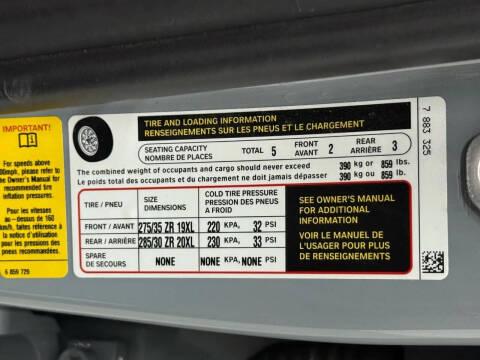 IMPORTANT!
For speeds above
00mph, please refer to
the Owner's Manual for
recommended tire
inflation pressures.
Pour les vitesses au
– dessus de 160
km/h, se référer à la
notice d'utilisation
pour les pressions des
pneus recommandées.
6 859 729
TIRE AND LOADING INFORMATION
RENSEIGNEMENTS SUR LES PNEUS ET LE CHARGEMENT
SEATING CAPACITY
NOMBRE DE PLACES
TOTAL 5
FRONT
AVANT 2
REAR
ARRIÈRE 3
The combined weight of occupants and cargo should never exceed 390 kg or 859 lbs.
Le poids total des occupants et du chargement ne doit jamais dépasser 390 kg ou 859 lb.
TIRE / PNEU
SIZE
DIMENSIONS
COLD TIRE PRESSURE
PRESSION DES PNEUS
A FROID
FRONT / AVANT 275/35 ZR 19XL 220 KPA, 32 PSI
REAR / ARRIÈRE 285/30 ZR 20XL 230 KPA, 33 PSI
SPARE
DE SECOURS NONE NONE KPA, NONE PSI
SEE OWNER'S MANUAL
FOR ADDITIONAL
INFORMATION
VOIR LE MANUEL DE
L'USAGER POUR PLUS
DE RENSEIGNEMENTS
7 883 325